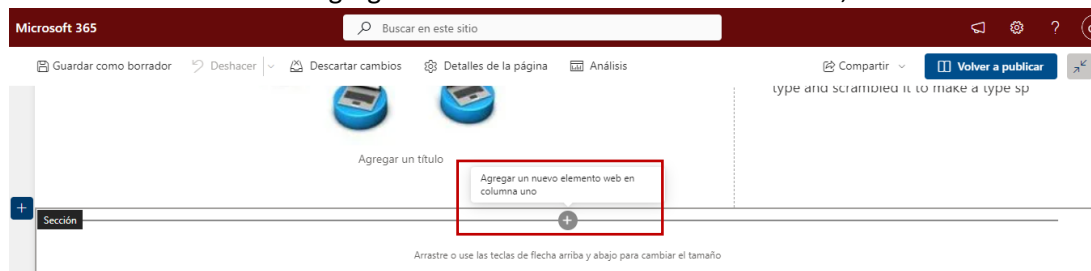 Microsoft 365
Buscar en este sitio
?
Guardar como borrador
Deshacer
Descartar cambios
Detalles de la página
Análisis
Compartir
Volver a publicar
type and scrambled it to make a type sp
Agregar un título
Agregar un nuevo elemento web en
columna uno
Sección
Arrastre o use las teclas de flecha arriba y abajo para cambiar el tamaño